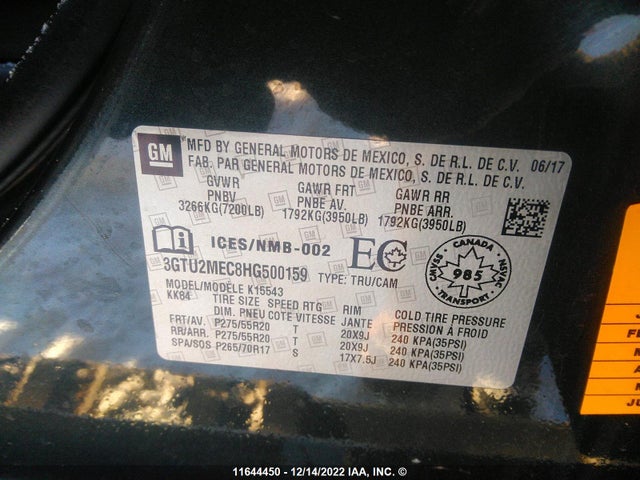 GM
*MFD BY GENERAL MOTORS DE MEXICO, S. DE R.L. DE C.V. 06/17
FAB. PAR GENERAL MOTORS DE MEXICO, S. DE R.L. DE C.V.
GVWR GAWR FRT GAWR RR
PNBV PNBE AV. PNBE ARR.
3266KG(7200LB) 1792KG(3950LB) 1792KG(3950LB)
ICES/NMB-002 EC
3GTU2MEC8HG500159 TYPE: TRU/CAM
CANADA
985
TRANSPORT
MODEL/MODÈLE K15543
KK84 TIRE SIZE SPEED RTG RIM COLD TIRE PRESSURE
DIM. PNEU COTE VITESSE JANTE PRESSION À FROID
FRT/AV. P275/55R20 T 20X9J 240 KPA(35PSI)
RR/ARR. P275/55R20 T 20X9J 240 KPA(35PSI)
SPA/SOS P265/70R17 S 17X7.5J 240 KPA(35PSI)
11644450 - 12/14/2022 IAA, INC. ©